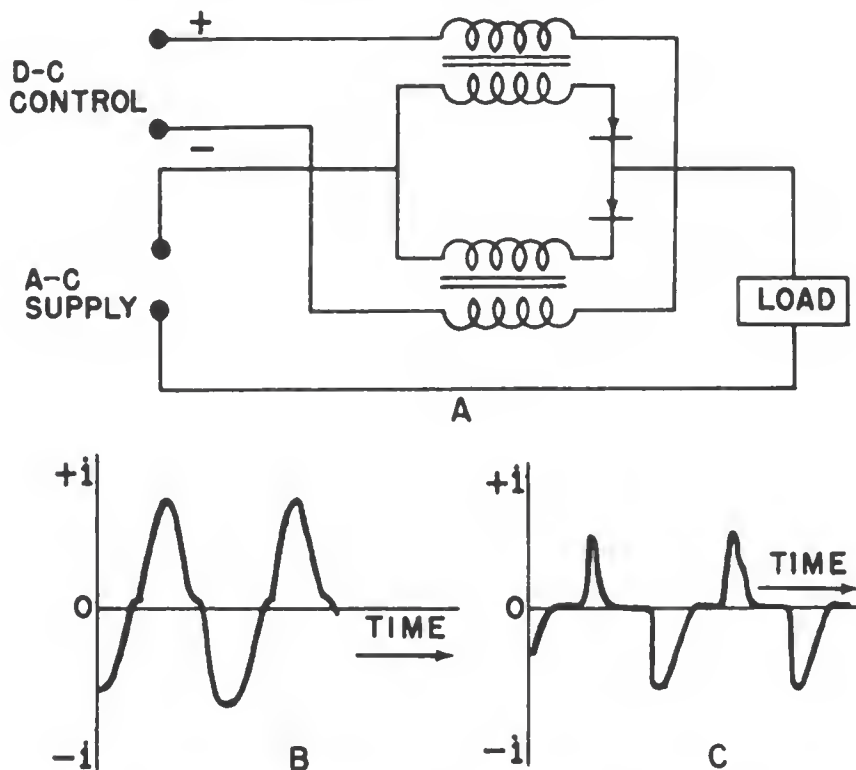 +
D-C
CONTROL
−
A-C
SUPPLY
LOAD
A
+i
0
TIME
-i
B
+i
TIME
0
-i
C